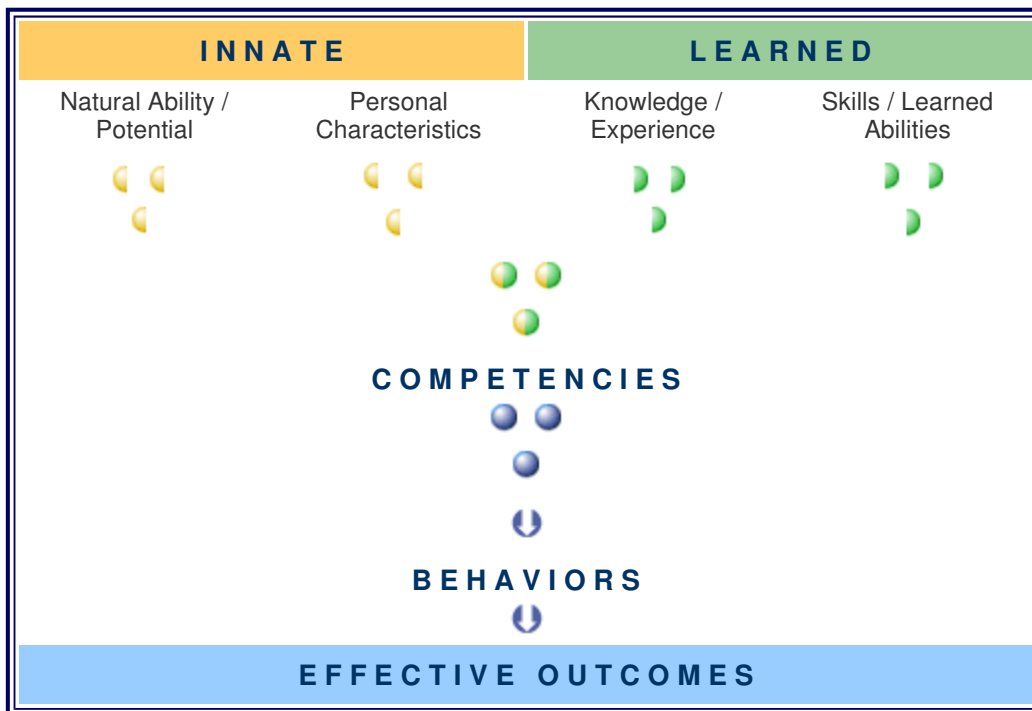 INNATE
LEARNED
Natural Ability /
Potential
Personal
Characteristics
Knowledge /
Experience
Skills / Learned
Abilities
COMPETENCIES
BEHAVIORS
EFFECTIVE OUTCOMES